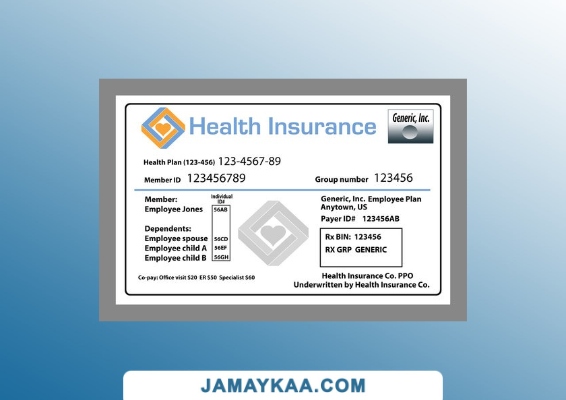 Health Insurance
Generic, Inc.
Health Plan (123-456) 123-4567-89
Member ID 123456789
Group number 123456
Member:
Individual
ID#
Employee Jones 56AB
Dependents:
Employee spouse 56CD
Employee child A 56EF
Employee child B 56GH
Generic, Inc. Employee Plan
Anytown, US
Payer ID# 123456AB
Rx BIN: 123456
RX GRP GENERIC
Co-pay: Office visit $20 ER $50 Specialist $60
Health Insurance Co. PPO
Underwritten by Health Insurance Co.
JAMAYKAA.COM